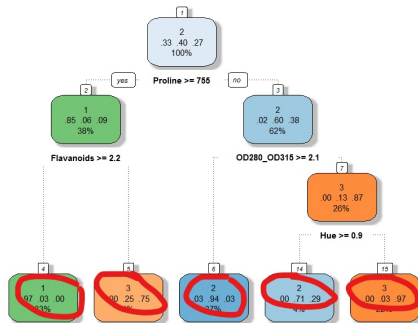 1
2
.33 .40 .27
100%
yes
Proline >= 755
no
2
1
.85 .06 .09
38%
3
2
.02 .60 .38
62%
Flavanoids >= 2.2
OD280_OD315 >= 2.1
7
3
.00 .13 .87
26%
Hue >= 0.9
4
1
.97 .03 .00
5
3
.00 .25 .75
6
2
.03 .94 .03
14
2
.00 .71 .29
15
3
.00 .03 .97